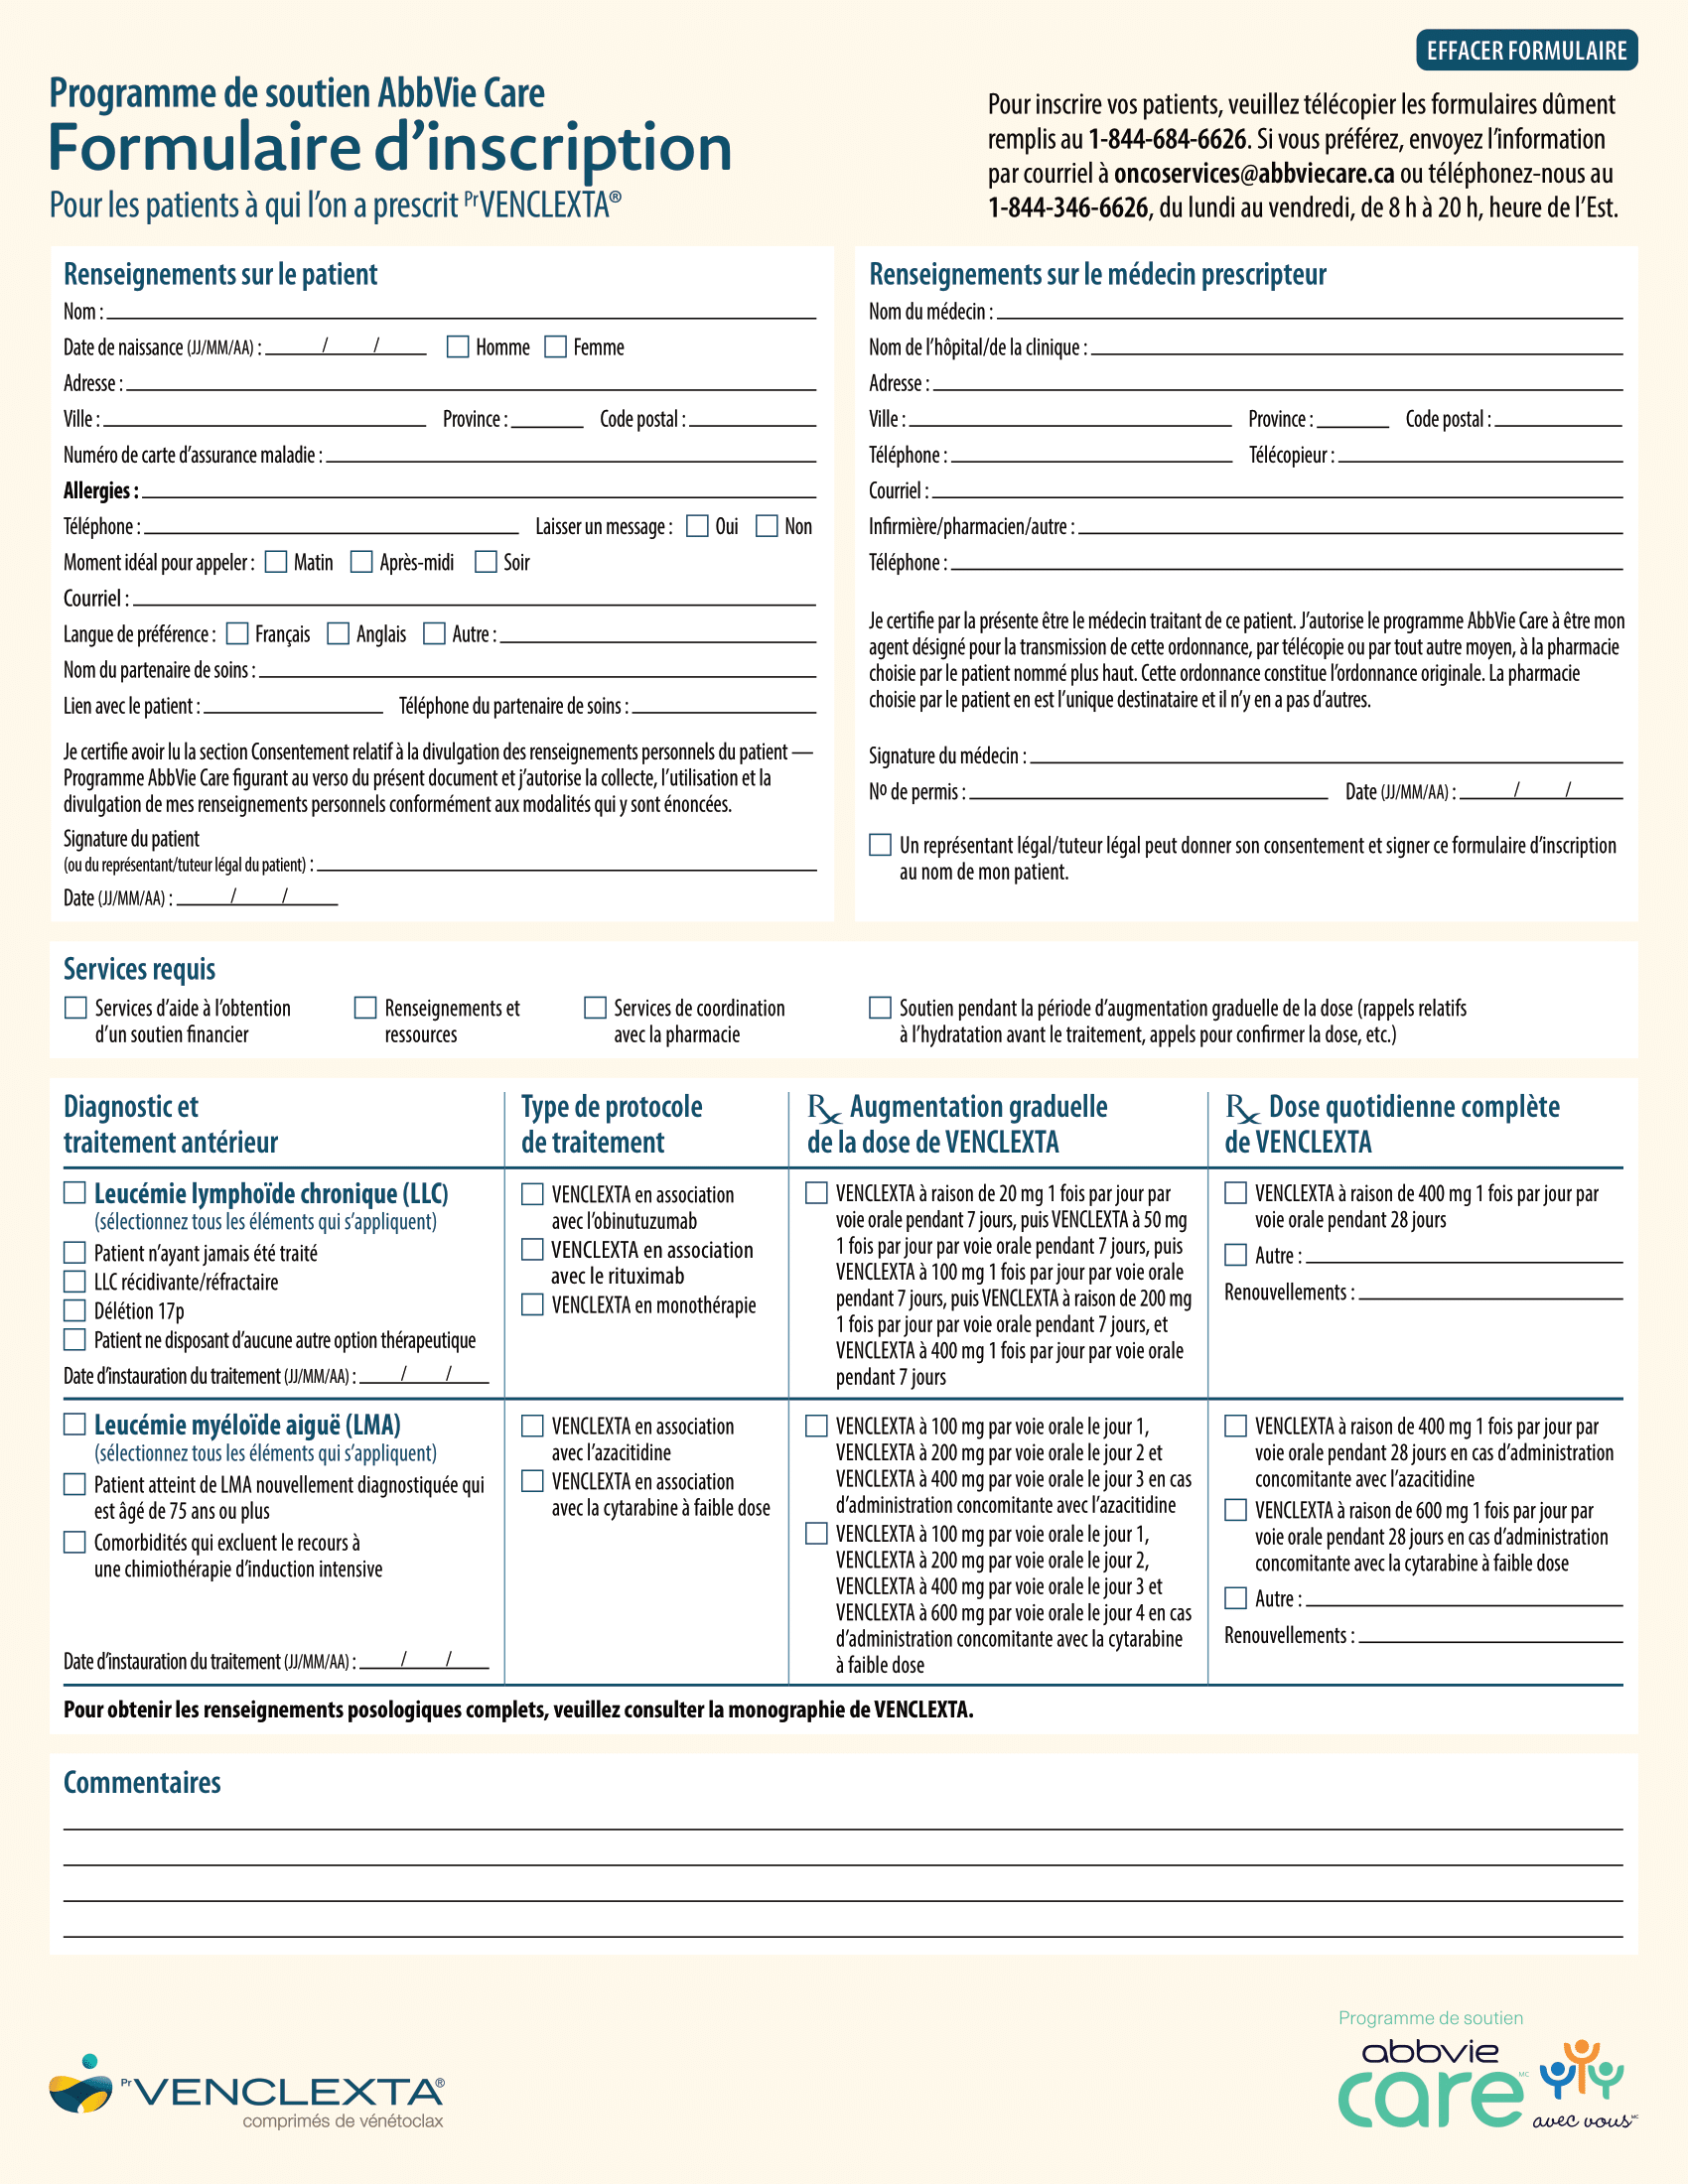 EFFACER FORMULAIRE
Programme de soutien AbbVie Care
Formulaire d’inscription
Pour les patients à qui l’on a prescrit PrVENCLEXTA®
Pour inscrire vos patients, veuillez télécopier les formulaires dûment
remplis au 1-844-684-6626. Si vous préférez, envoyez l’information
par courriel à oncoservices@abbviecare.ca ou téléphonez-nous au
1-844-346-6626, du lundi au vendredi, de 8 h à 20 h, heure de l’Est.
Renseignements sur le patient
Nom :
Date de naissance (JJ/MM/AA) : / / Homme Femme
Adresse :
Ville : Province : Code postal :
Numéro de carte d’assurance maladie :
Allergies :
Téléphone : Laisser un message : Oui Non
Moment idéal pour appeler : Matin Après-midi Soir
Courriel :
Langue de préférence : Français Anglais Autre :
Nom du partenaire de soins :
Lien avec le patient : Téléphone du partenaire de soins :
Je certifie avoir lu la section Consentement relatif à la divulgation des renseignements personnels du patient —
Programme AbbVie Care figurant au verso du présent document et j’autorise la collecte, l’utilisation et la
divulgation de mes renseignements personnels conformément aux modalités qui y sont énoncées.
Signature du patient
(ou du représentant/tuteur légal du patient) :
Date (JJ/MM/AA) : / /
Renseignements sur le médecin prescripteur
Nom du médecin :
Nom de l’hôpital/de la clinique :
Adresse :
Ville : Province : Code postal :
Téléphone : Télécopieur :
Courriel :
Infirmière/pharmacien/autre :
Téléphone :
Je certifie par la présente être le médecin traitant de ce patient. J’autorise le programme AbbVie Care à être mon
agent désigné pour la transmission de cette ordonnance, par télécopie ou par tout autre moyen, à la pharmacie
choisie par le patient nommé plus haut. Cette ordonnance constitue l’ordonnance originale. La pharmacie
choisie par le patient en est l’unique destinataire et il n’y en a pas d’autres.
Signature du médecin :
Nº de permis : Date (JJ/MM/AA) : / /
Un représentant légal/tuteur légal peut donner son consentement et signer ce formulaire d’inscription
au nom de mon patient.
Services requis
Services d’aide à l’obtention
d’un soutien financier
Renseignements et
ressources
Services de coordination
avec la pharmacie
Soutien pendant la période d’augmentation graduelle de la dose (rappels relatifs
à l’hydratation avant le traitement, appels pour confirmer la dose, etc.)
Diagnostic et
traitement antérieur
Type de protocole
de traitement
Rx Augmentation graduelle
de la dose de VENCLEXTA
Rx Dose quotidienne complète
de VENCLEXTA
Leucémie lymphoïde chronique (LLC)
(sélectionnez tous les éléments qui s’appliquent)
Patient n’ayant jamais été traité
LLC récidivante/réfractaire
Délétion 17p
Patient ne disposant d’aucune autre option thérapeutique
Date d’instauration du traitement (JJ/MM/AA) : / /
VENCLEXTA en association
avec l’obinutuzumab
VENCLEXTA en association
avec le rituximab
VENCLEXTA en monothérapie
VENCLEXTA à raison de 20 mg 1 fois par jour par
voie orale pendant 7 jours, puis VENCLEXTA à 50 mg
1 fois par jour par voie orale pendant 7 jours, puis
VENCLEXTA à 100 mg 1 fois par jour par voie orale
pendant 7 jours, puis VENCLEXTA à raison de 200 mg
1 fois par jour par voie orale pendant 7 jours, et
VENCLEXTA à 400 mg 1 fois par jour par voie orale
pendant 7 jours
VENCLEXTA à raison de 400 mg 1 fois par jour par
voie orale pendant 28 jours
Autre :
Renouvellements :
Leucémie myéloïde aiguë (LMA)
(sélectionnez tous les éléments qui s’appliquent)
Patient atteint de LMA nouvellement diagnostiquée qui
est âgé de 75 ans ou plus
Comorbidités qui excluent le recours à
une chimiothérapie d’induction intensive
Date d’instauration du traitement (JJ/MM/AA) : / /
VENCLEXTA en association
avec l’azacitidine
VENCLEXTA en association
avec la cytarabine à faible dose
VENCLEXTA à 100 mg par voie orale le jour 1,
VENCLEXTA à 200 mg par voie orale le jour 2 et
VENCLEXTA à 400 mg par voie orale le jour 3 en cas
d’administration concomitante avec l’azacitidine
VENCLEXTA à 100 mg par voie orale le jour 1,
VENCLEXTA à 200 mg par voie orale le jour 2,
VENCLEXTA à 400 mg par voie orale le jour 3 et
VENCLEXTA à 600 mg par voie orale le jour 4 en cas
d’administration concomitante avec la cytarabine
à faible dose
VENCLEXTA à raison de 400 mg 1 fois par jour par
voie orale pendant 28 jours en cas d’administration
concomitante avec l’azacitidine
VENCLEXTA à raison de 600 mg 1 fois par jour par
voie orale pendant 28 jours en cas d’administration
concomitante avec la cytarabine à faible dose
Autre :
Renouvellements :
Pour obtenir les renseignements posologiques complets, veuillez consulter la monographie de VENCLEXTA.
Commentaires
PrVENCLEXTA®
comprimés de vénétoclax
Programme de soutien
abbvie
care MC
avec vous MC